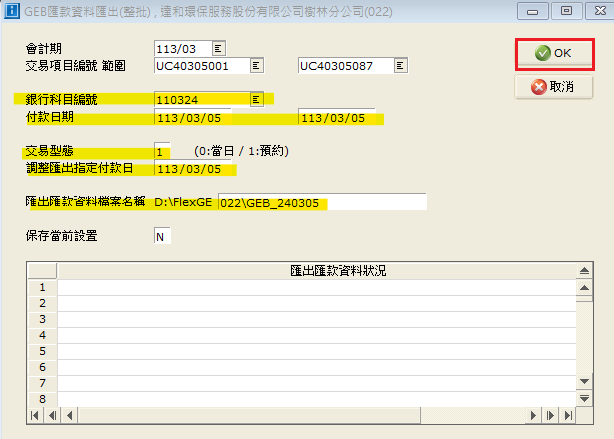 GEB匯款資料匯出(整批) , 達和環保服務股份有限公司樹林分公司(022)
會計期 113/03
OK
交易項目編號 範圍 UC40305001 UC40305087
取消
銀行科目編號 110324
付款日期 113/03/05 113/03/05
交易型態 1 (0:當日 / 1:預約)
調整匯出指定付款日 113/03/05
匯出匯款資料檔案名稱 D:\FlexGE 022\GEB_240305
保存當前設置 N
匯出匯款資料狀況
1
2
3
4
5
6
7
8